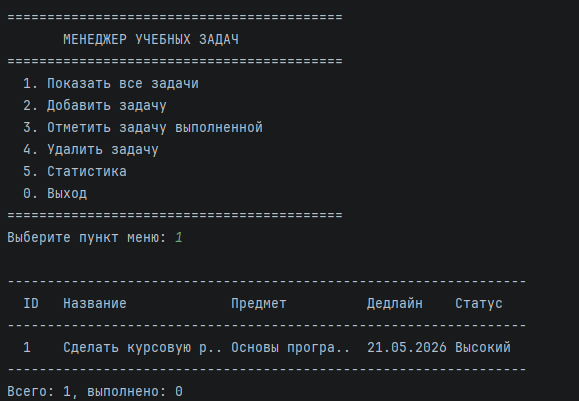 ==========================================
МЕНЕДЖЕР УЧЕБНЫХ ЗАДАЧ
==========================================
1. Показать все задачи
2. Добавить задачу
3. Отметить задачу выполненной
4. Удалить задачу
5. Статистика
0. Выход
==========================================
Выберите пункт меню: 1
-----------------------------------------------------------------
ID Название Предмет Дедлайн Статус
-----------------------------------------------------------------
1 Сделать курсовую р.. Основы програ.. 21.05.2026 Высокий
-----------------------------------------------------------------
Всего: 1, выполнено: 0